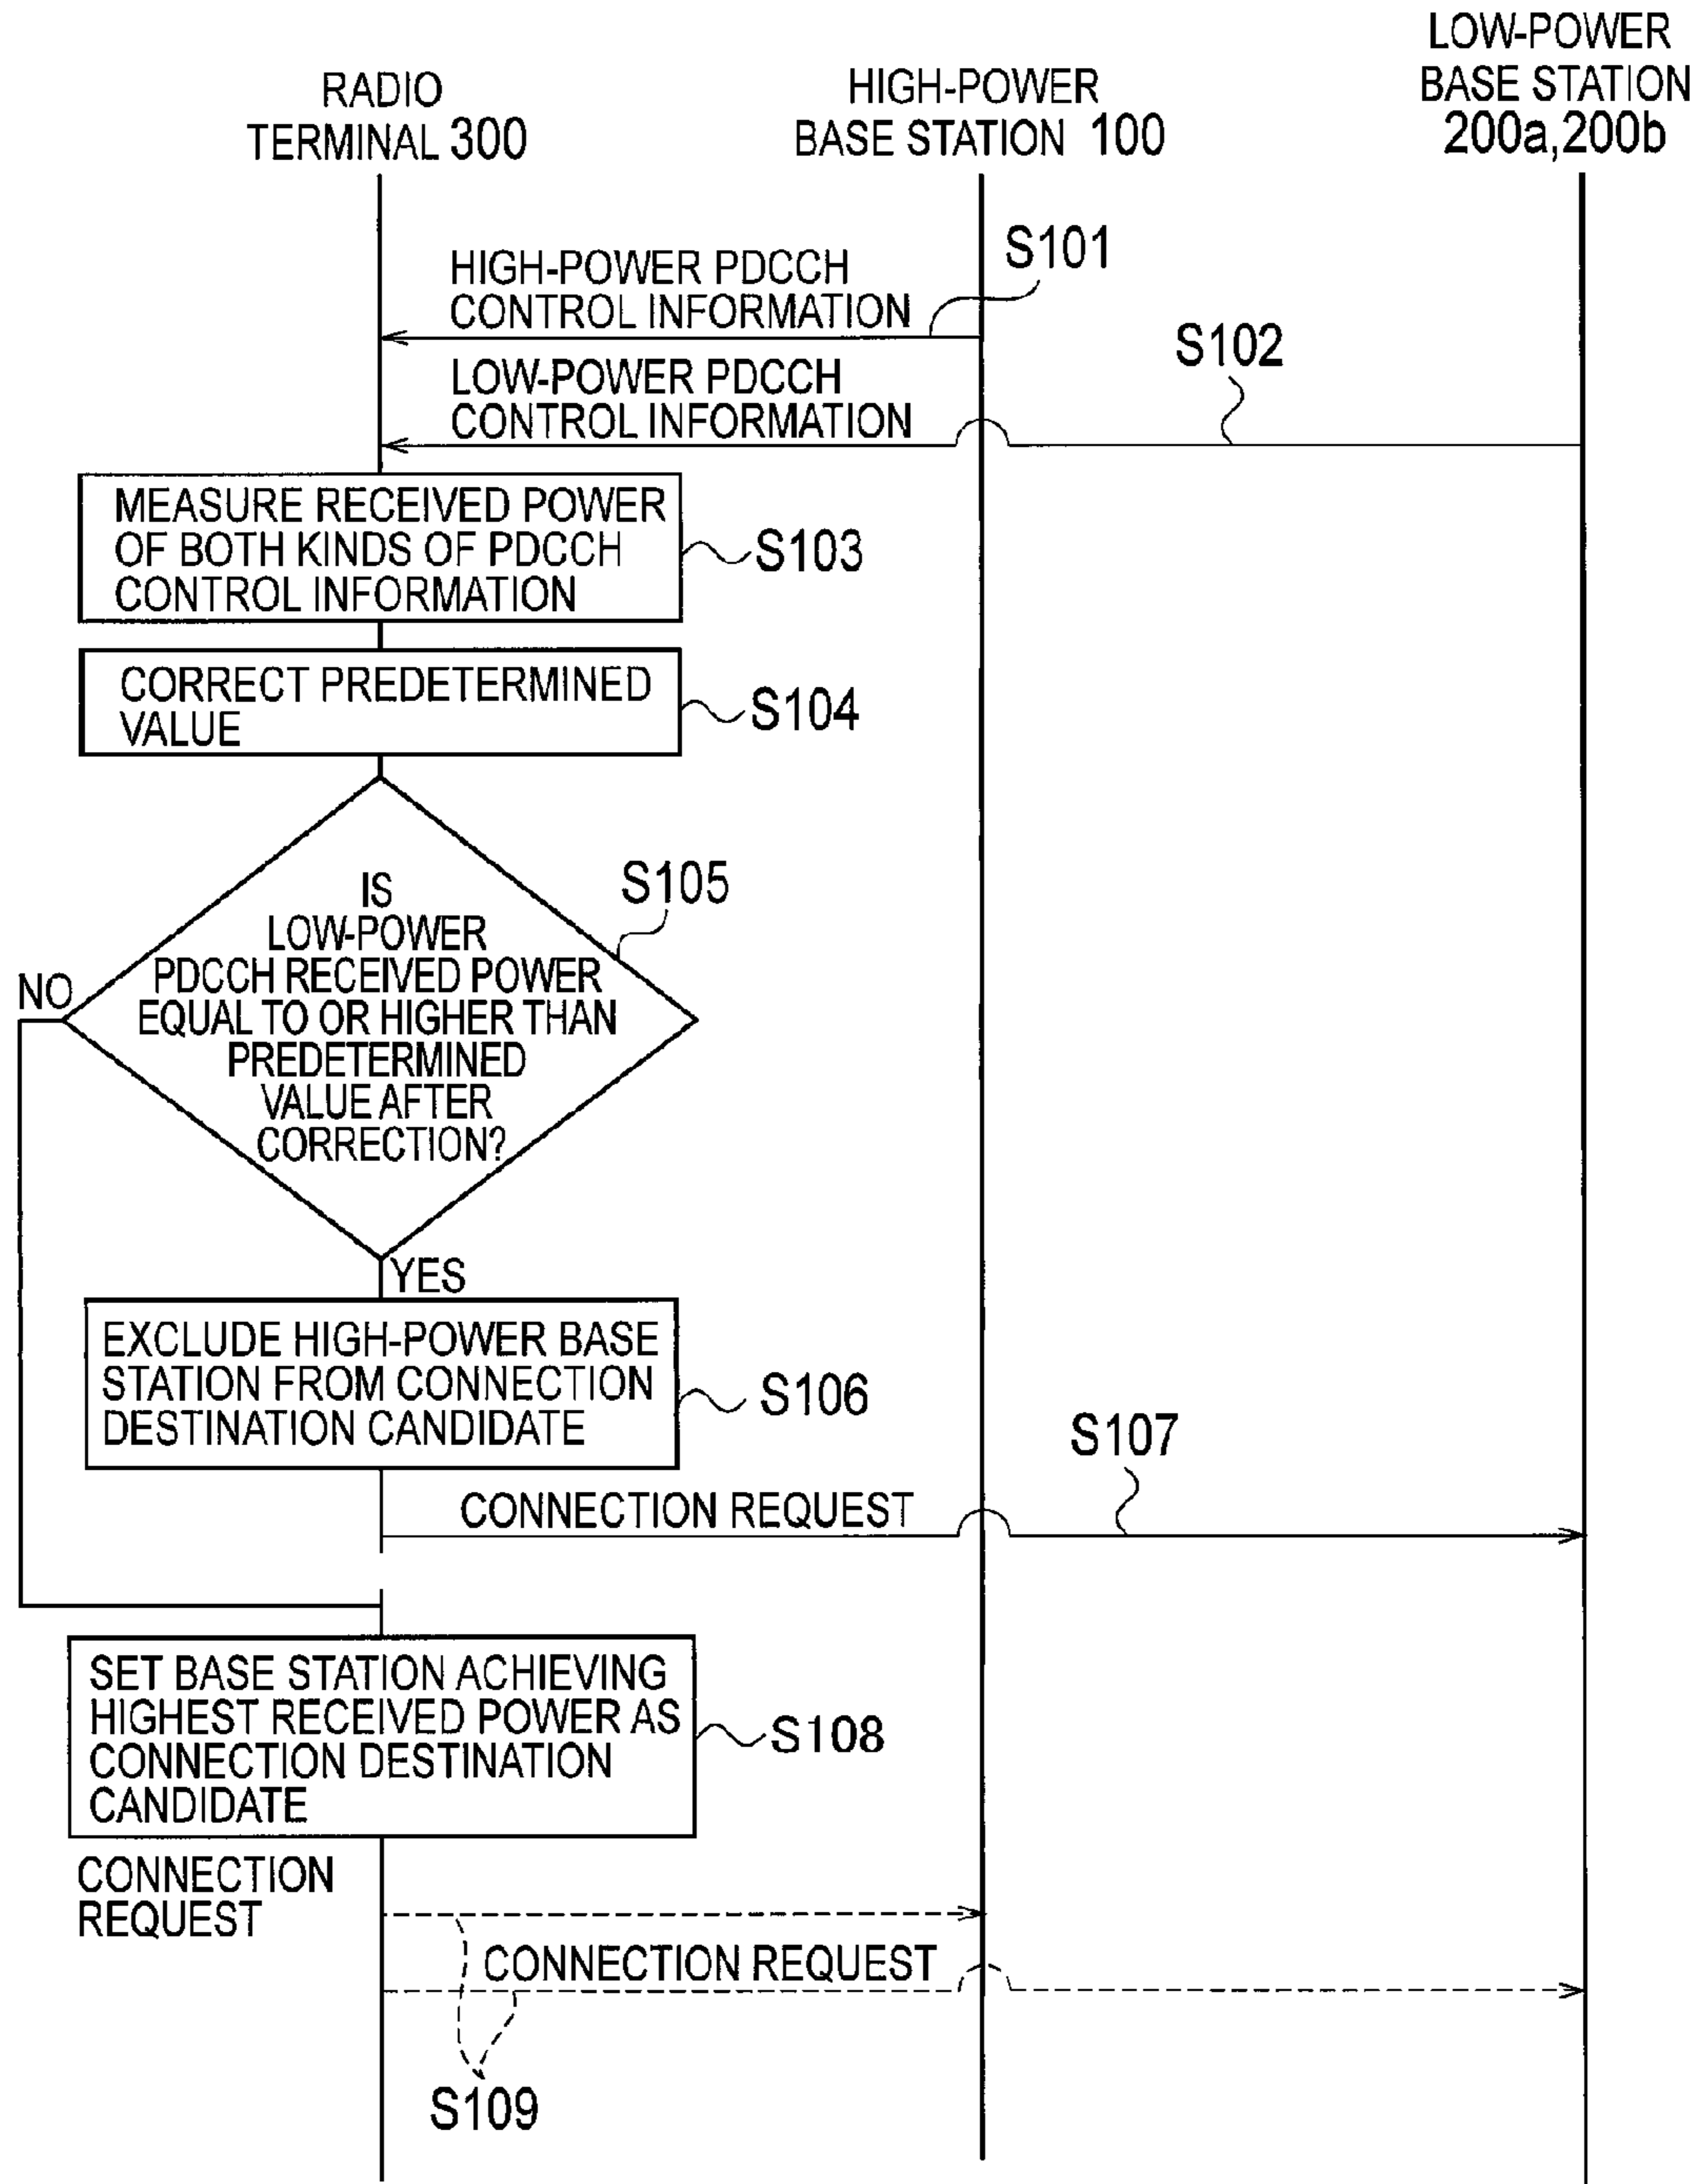 RADIO
TERMINAL 300
HIGH-POWER
BASE STATION 100
LOW-POWER
BASE STATION
200a,200b
S101
HIGH-POWER PDCCH
CONTROL INFORMATION
S102
LOW-POWER PDCCH
CONTROL INFORMATION
MEASURE RECEIVED POWER
OF BOTH KINDS OF PDCCH
CONTROL INFORMATION
S103
CORRECT PREDETERMINED
VALUE
S104
S105
IS
LOW-POWER
PDCCH RECEIVED POWER
EQUAL TO OR HIGHER THAN
PREDETERMINED
VALUE AFTER
CORRECTION?
NO
YES
EXCLUDE HIGH-POWER BASE
STATION FROM CONNECTION
DESTINATION CANDIDATE
S106
S107
CONNECTION REQUEST
SET BASE STATION ACHIEVING
HIGHEST RECEIVED POWER AS
CONNECTION DESTINATION
CANDIDATE
S108
CONNECTION
REQUEST
CONNECTION REQUEST
S109